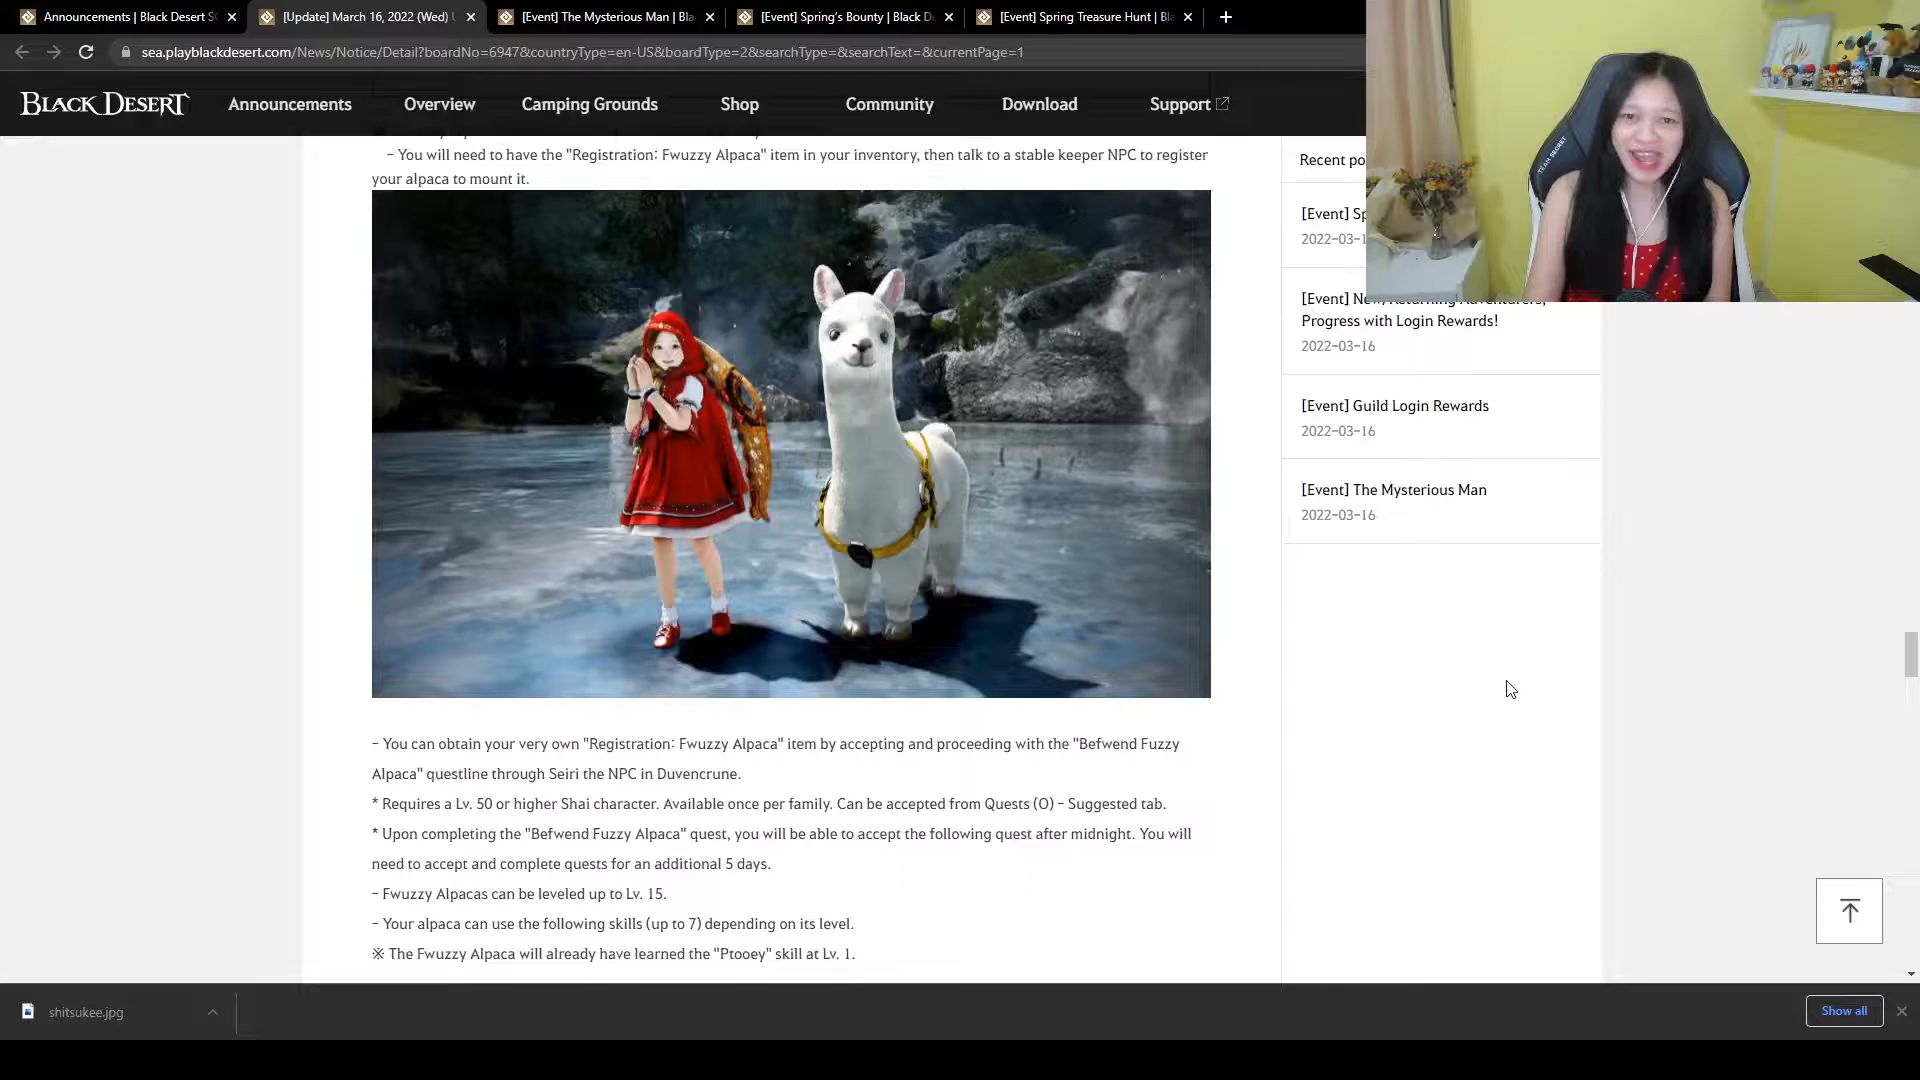 Announcements | Black Desert S
[Update] March 16, 2022 (Wed)
[Event] The Mysterious Man | Bla
[Event] Spring's Bounty | Black D
[Event] Spring Treasure Hunt | Bla
sea.playblackdesert.com/News/Notice/Detail?boardNo=6947&countryType=en-US&boardType=2&searchType=&searchText=&currentPage=1
BLACK DESERT
Announcements
Overview
Camping Grounds
Shop
Community
Download
Support
- You will need to have the "Registration: Fwuzzy Alpaca" item in your inventory, then talk to a stable keeper NPC to register
your alpaca to mount it.
Recent po
[Event] Sp
2022-03-1
[Event] New/Returning Adventurers,
Progress with Login Rewards!
2022-03-16
[Event] Guild Login Rewards
2022-03-16
[Event] The Mysterious Man
2022-03-16
TEAM SECRET
- You can obtain your very own "Registration: Fwuzzy Alpaca" item by accepting and proceeding with the "Befwend Fuzzy
Alpaca" questline through Seiri the NPC in Duvencrune.
* Requires a Lv. 50 or higher Shai character. Available once per family. Can be accepted from Quests (O) - Suggested tab.
* Upon completing the "Befwend Fuzzy Alpaca" quest, you will be able to accept the following quest after midnight. You will
need to accept and complete quests for an additional 5 days.
- Fwuzzy Alpacas can be leveled up to Lv. 15.
- Your alpaca can use the following skills (up to 7) depending on its level.
※ The Fwuzzy Alpaca will already have learned the "Ptooey" skill at Lv. 1.
shitsukee.jpg
Show all